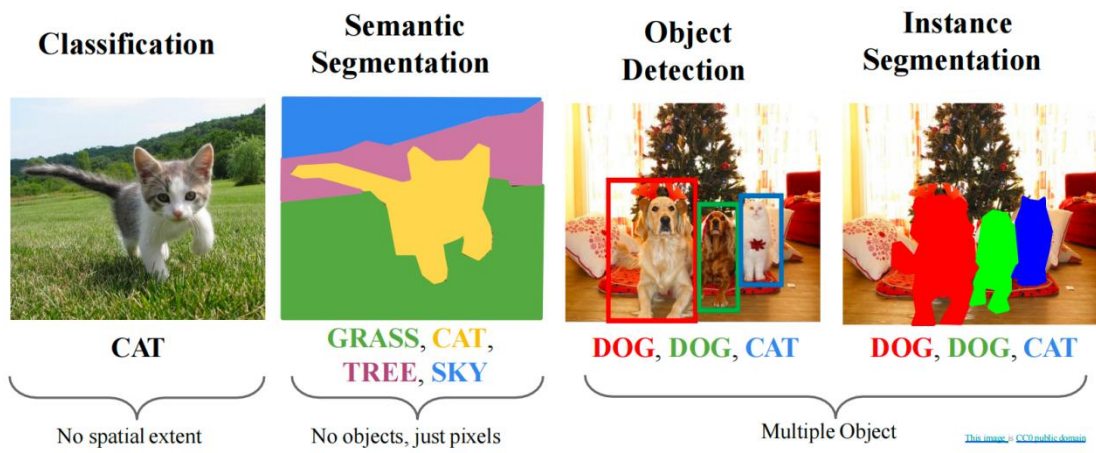 Classification
Semantic
Segmentation
Object
Detection
Instance
Segmentation
CAT
GRASS, CAT,
TREE, SKY
DOG, DOG, CAT
DOG, DOG, CAT
No spatial extent
No objects, just pixels
Multiple Object
This image is CC0 public domain